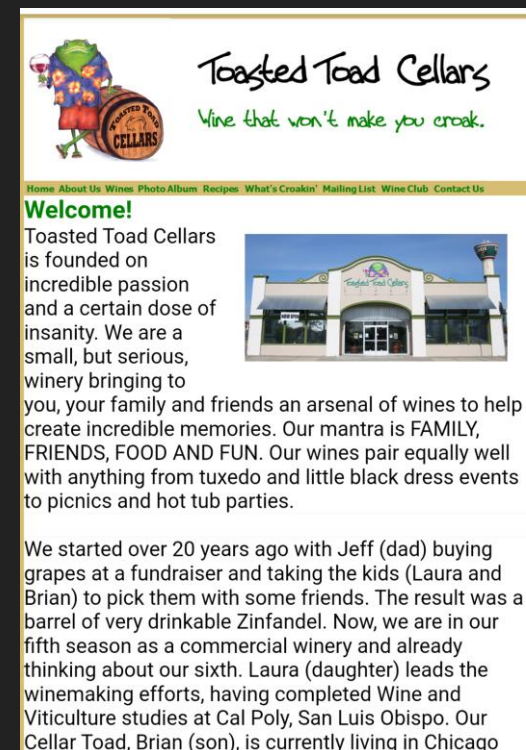 Toasted Toad Cellars
Wine that won't make you croak.
TOASTED TOAD
CELLARS
Home About Us Wines Photo Album Recipes What's Croakin' Mailing List Wine Club Contact Us
Welcome!
Toasted Toad Cellars
is founded on
incredible passion
and a certain dose of
insanity. We are a
small, but serious,
winery bringing to
Toasted Toad Cellars
NOW OPEN
you, your family and friends an arsenal of wines to help
create incredible memories. Our mantra is FAMILY,
FRIENDS, FOOD AND FUN. Our wines pair equally well
with anything from tuxedo and little black dress events
to picnics and hot tub parties.
We started over 20 years ago with Jeff (dad) buying
grapes at a fundraiser and taking the kids (Laura and
Brian) to pick them with some friends. The result was a
barrel of very drinkable Zinfandel. Now, we are in our
fifth season as a commercial winery and already
thinking about our sixth. Laura (daughter) leads the
winemaking efforts, having completed Wine and
Viticulture studies at Cal Poly, San Luis Obispo. Our
Cellar Toad, Brian (son), is currently living in Chicago